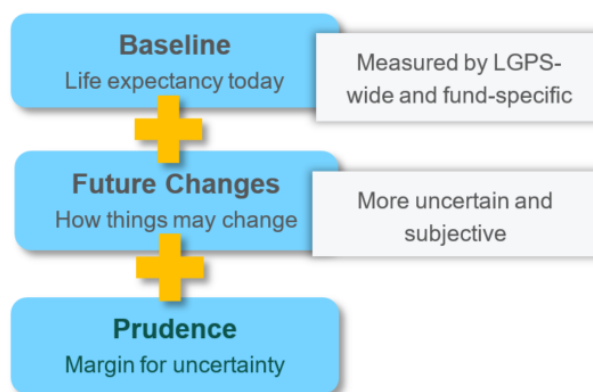 Baseline
Life expectancy today
Measured by LGPS-
wide and fund-specific
Future Changes
How things may change
More uncertain and
subjective
Prudence
Margin for uncertainty